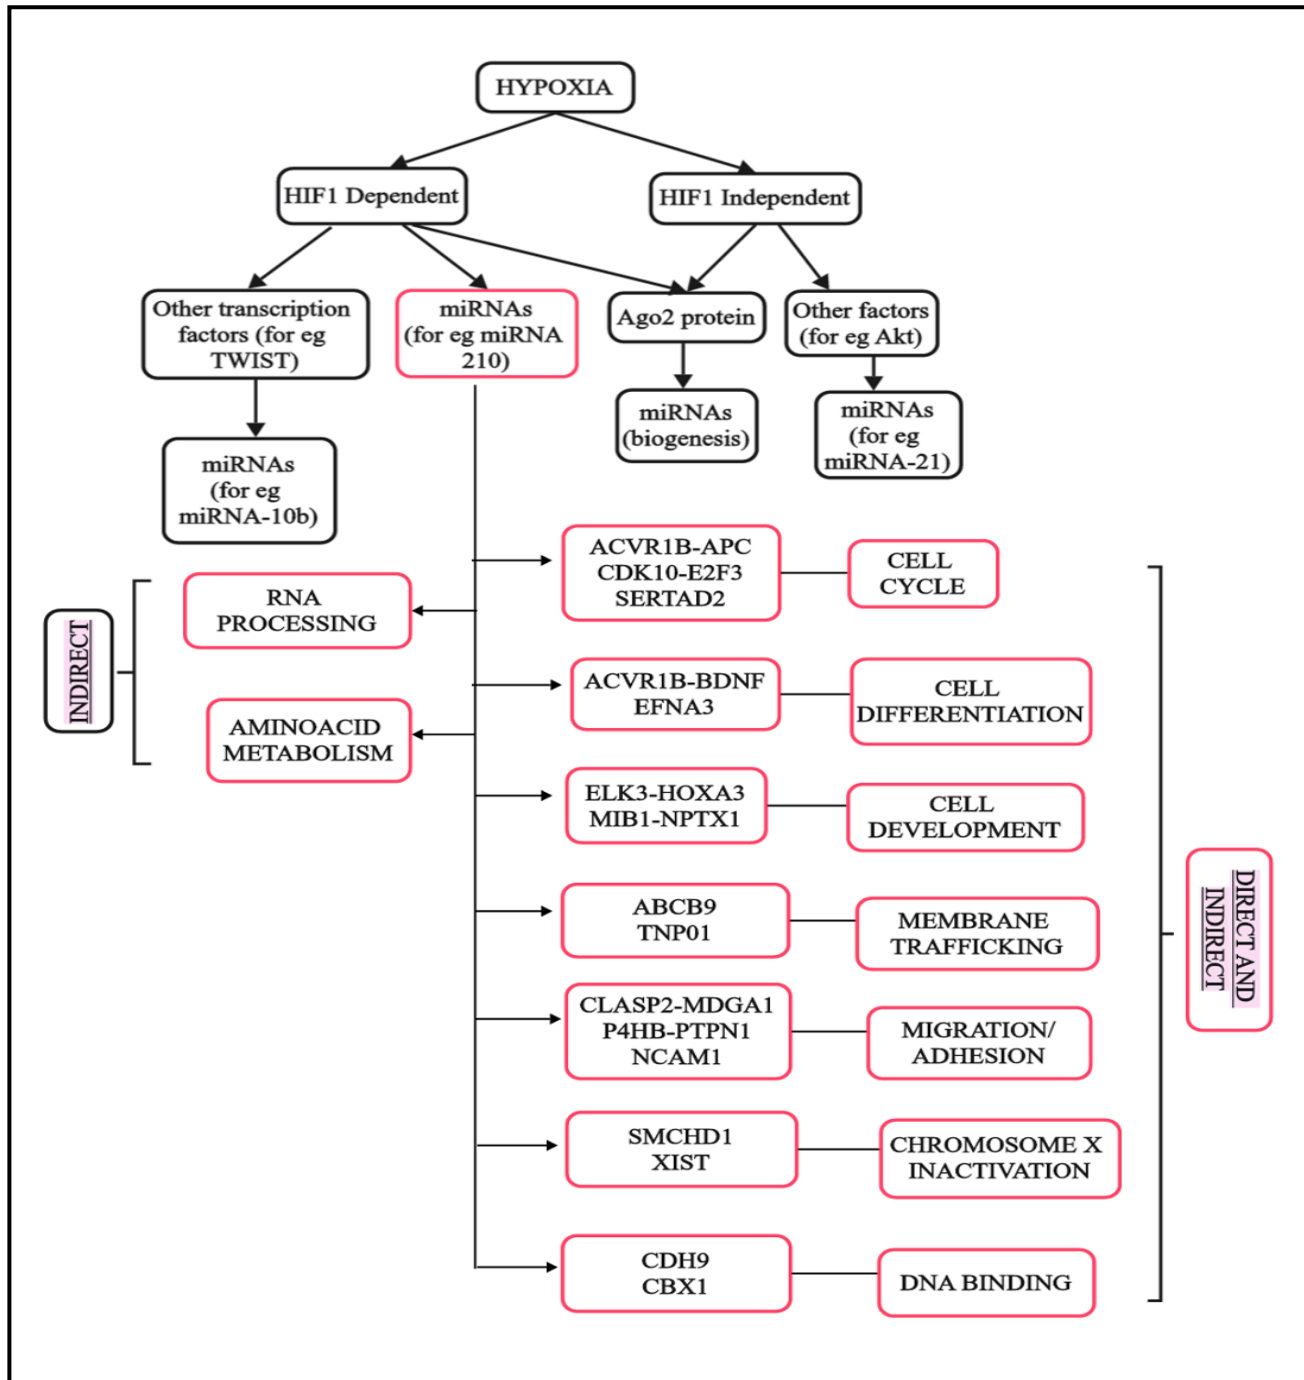 HYPOXIA
HIF1 Dependent
HIF1 Independent
Other transcription
factors (for eg
TWIST)
miRNAs
(for eg miRNA
210)
Ago2 protein
Other factors
(for eg Akt)
miRNAs
(for eg
miRNA-10b)
miRNAs
(biogenesis)
miRNAs
(for eg
miRNA-21)
INDIRECT
RNA
PROCESSING
AMINOACID
METABOLISM
ACVR1B-APC
CDK10-E2F3
SERTAD2
CELL
CYCLE
ACVR1B-BDNF
EFNA3
CELL
DIFFERENTIATION
ELK3-HOXA3
MIB1-NPTX1
CELL
DEVELOPMENT
ABCB9
TNP01
MEMBRANE
TRAFFICKING
CLASP2-MDGA1
P4HB-PTPN1
NCAM1
MIGRATION/
ADHESION
SMCHD1
XIST
CHROMOSOME X
INACTIVATION
CDH9
CBX1
DNA BINDING
DIRECT AND
INDIRECT